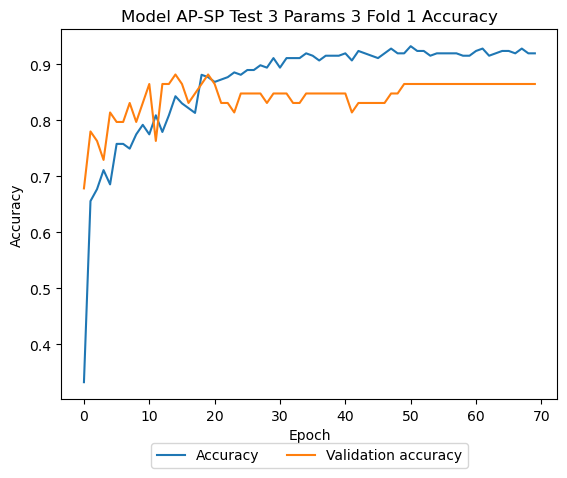 Model AP-SP Test 3 Params 3 Fold 1 Accuracy
0.9
0.8
0.7
0.6
0.5
0.4
Accuracy
0 10 20 30 40 50 60 70
Epoch
Accuracy Validation accuracy